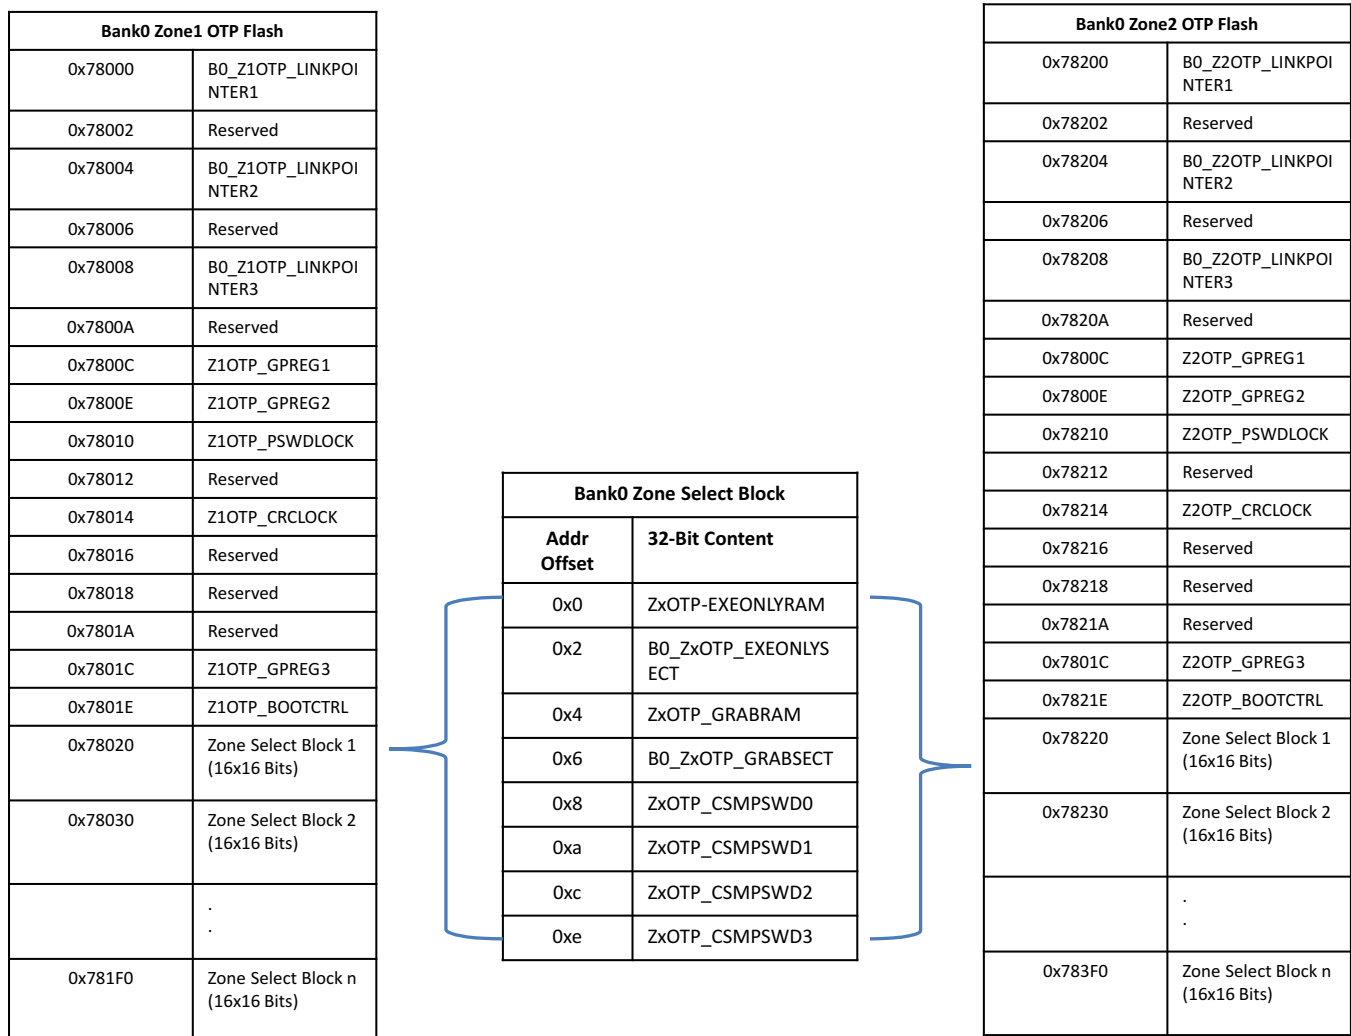 Bank0 Zone1 OTP Flash
0x78000 B0_Z1OTP_LINKPOI
NTER1
0x78002 Reserved
0x78004 B0_Z1OTP_LINKPOI
NTER2
0x78006 Reserved
0x78008 B0_Z1OTP_LINKPOI
NTER3
0x7800A Reserved
0x7800C Z1OTP_GPREG1
0x7800E Z1OTP_GPREG2
0x78010 Z1OTP_PSWDLOCK
0x78012 Reserved
0x78014 Z1OTP_CRCLOCK
0x78016 Reserved
0x78018 Reserved
0x7801A Reserved
0x7801C Z1OTP_GPREG3
0x7801E Z1OTP_BOOTCTRL
0x78020 Zone Select Block 1
(16x16 Bits)
0x78030 Zone Select Block 2
(16x16 Bits)
.
.
0x781F0 Zone Select Block n
(16x16 Bits)
Bank0 Zone Select Block
Addr 32-Bit Content
Offset
0x0 ZxOTP-EXEONLYRAM
0x2 B0_ZxOTP_EXEONLYS
ECT
0x4 ZxOTP_GRABRAM
0x6 B0_ZxOTP_GRABSECT
0x8 ZxOTP_CSMPSWD0
0xa ZxOTP_CSMPSWD1
0xc ZxOTP_CSMPSWD2
0xe ZxOTP_CSMPSWD3
Bank0 Zone2 OTP Flash
0x78200 B0_Z2OTP_LINKPOI
NTER1
0x78202 Reserved
0x78204 B0_Z2OTP_LINKPOI
NTER2
0x78206 Reserved
0x78208 B0_Z2OTP_LINKPOI
NTER3
0x7820A Reserved
0x7800C Z2OTP_GPREG1
0x7800E Z2OTP_GPREG2
0x78210 Z2OTP_PSWDLOCK
0x78212 Reserved
0x78214 Z2OTP_CRCLOCK
0x78216 Reserved
0x78218 Reserved
0x7821A Reserved
0x7801C Z2OTP_GPREG3
0x7821E Z2OTP_BOOTCTRL
0x78220 Zone Select Block 1
(16x16 Bits)
0x78230 Zone Select Block 2
(16x16 Bits)
.
.
0x783F0 Zone Select Block n
(16x16 Bits)